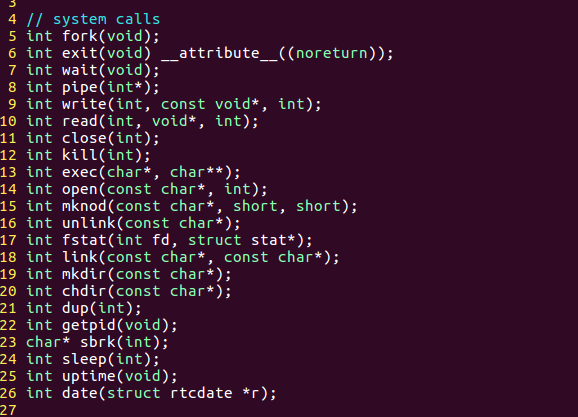 3
4 // system calls
5 int fork(void);
6 int exit(void) __attribute__((noreturn));
7 int wait(void);
8 int pipe(int*);
9 int write(int, const void*, int);
10 int read(int, void*, int);
11 int close(int);
12 int kill(int);
13 int exec(char*, char**);
14 int open(const char*, int);
15 int mknod(const char*, short, short);
16 int unlink(const char*);
17 int fstat(int fd, struct stat*);
18 int link(const char*, const char*);
19 int mkdir(const char*);
20 int chdir(const char*);
21 int dup(int);
22 int getpid(void);
23 char* sbrk(int);
24 int sleep(int);
25 int uptime(void);
26 int date(struct rtcdate *r);
27